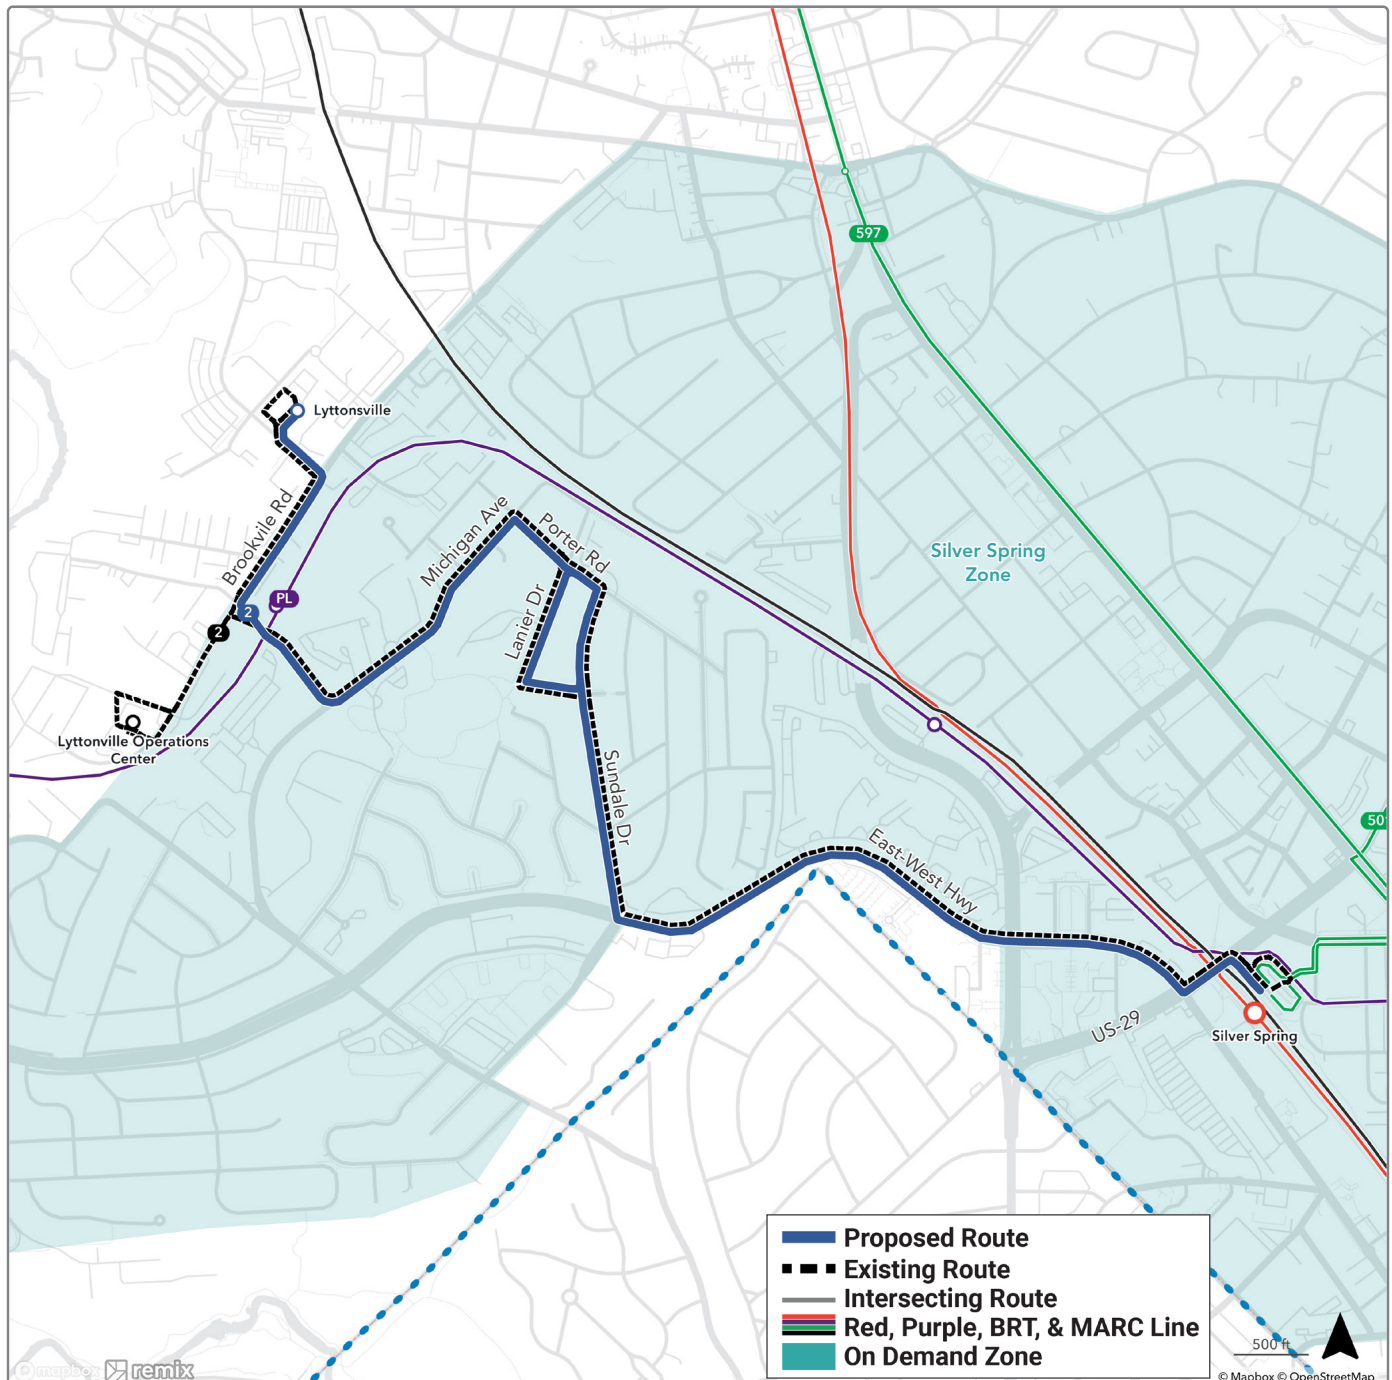 597
Lyttonsville
Brookvile Rd
Michigan Ave
Porter Rd
Silver Spring
Zone
Lanier Dr
PL
2
2
Lyttonville Operations
Center
Sundale Dr
East-West Hwy
50
US-29
Silver Spring
Proposed Route
Existing Route
Intersecting Route
Red, Purple, BRT, & MARC Line
On Demand Zone
500 ft
mapbox
remix
© Mapbox © OpenStreetMap